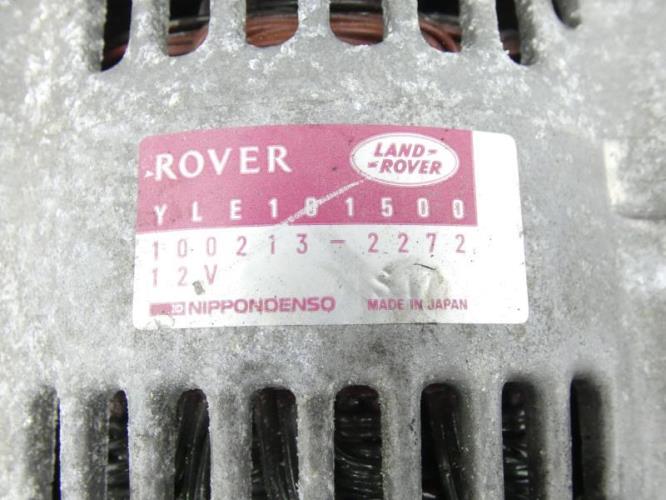 ROVER
LAND-
-ROVER
YLE101500
100213-2272
12V
NIPPONDENSO MADE IN JAPAN